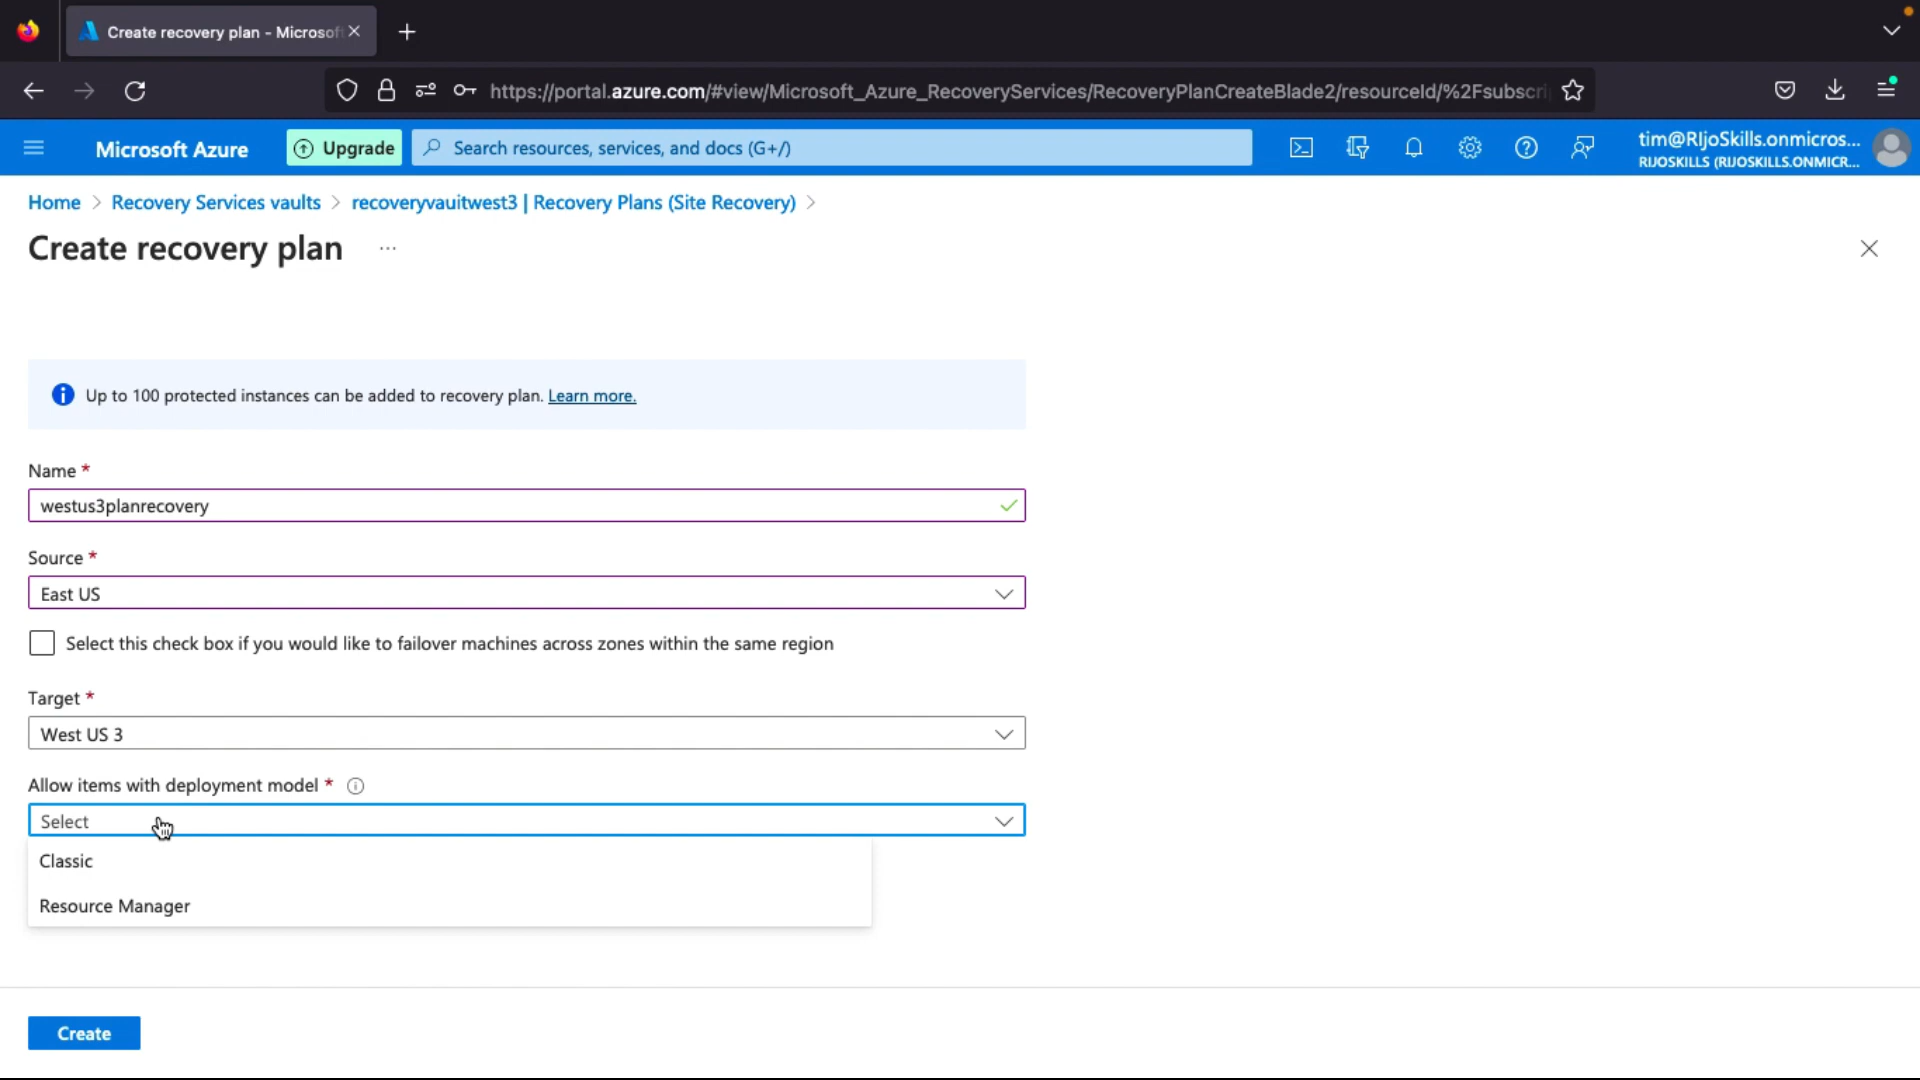 Create recovery plan - Microsof
https://portal.azure.com/#view/Microsoft_Azure_RecoveryServices/RecoveryPlanCreateBlade2/resourceId/%2Fsubscri
Microsoft Azure
Upgrade
Search resources, services, and docs (G+/)
tim@RIjoSkills.onmicros...
RIJOSKILLS (RIJOSKILLS.ONMICR...
Home > Recovery Services vaults > recoveryvauitwest3 | Recovery Plans (Site Recovery) >
Create recovery plan ...
Up to 100 protected instances can be added to recovery plan. Learn more.
Name *
westus3planrecovery
Source *
East US
Select this check box if you would like to failover machines across zones within the same region
Target *
West US 3
Allow items with deployment model *
Select
Classic
Resource Manager
Create